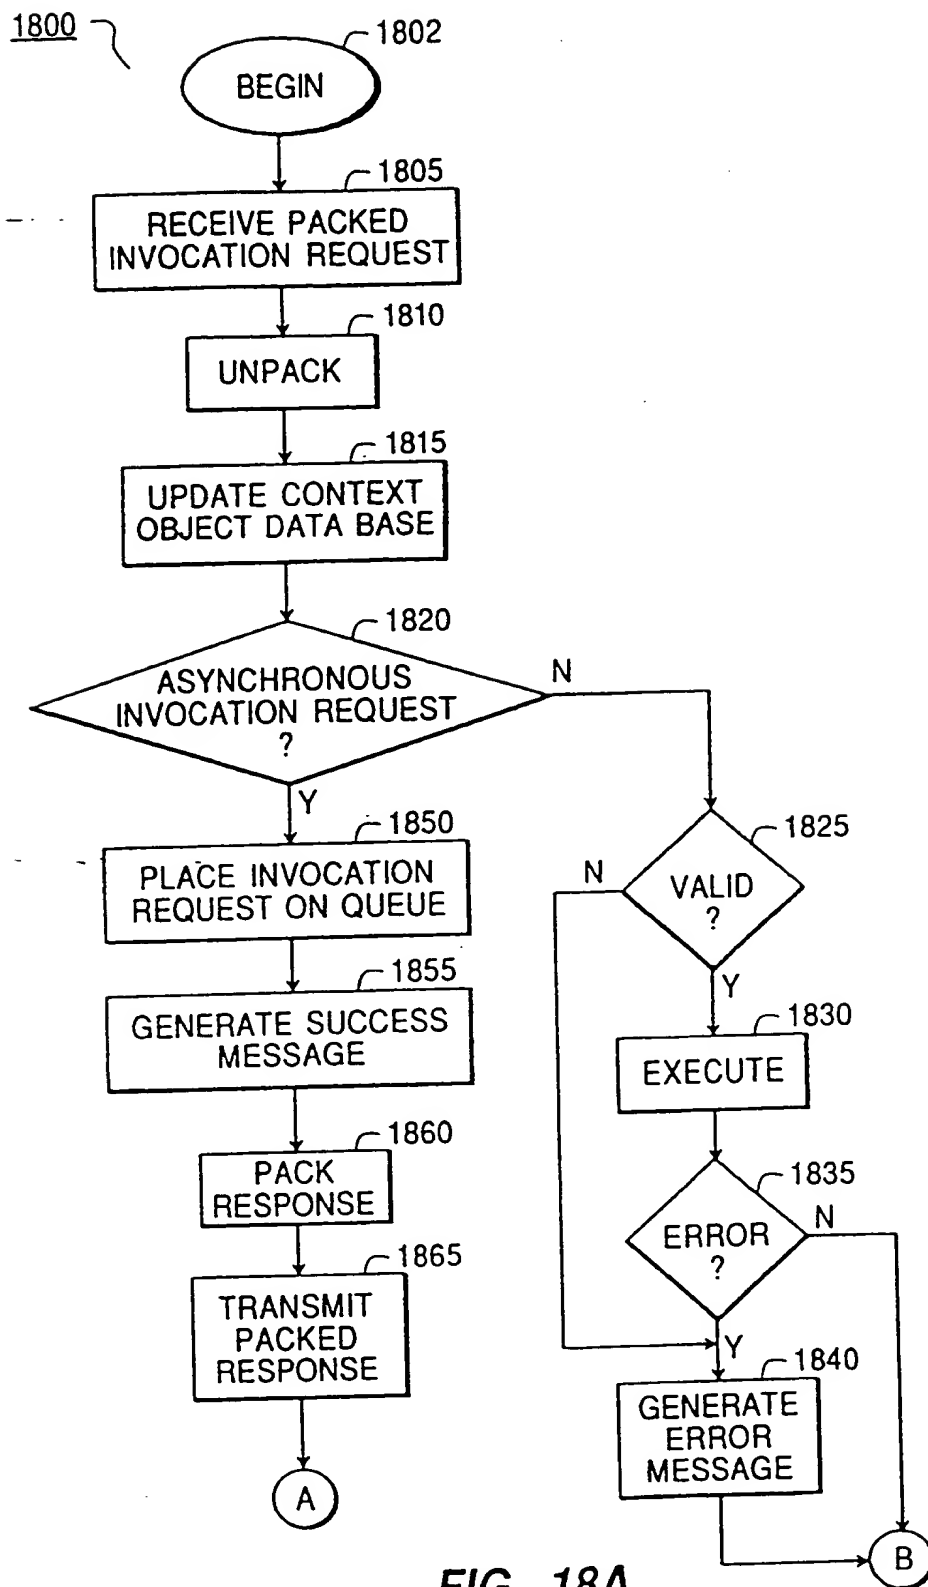 1800
1802
BEGIN
1805
RECEIVE PACKED
INVOCATION REQUEST
1810
UNPACK
1815
UPDATE CONTEXT
OBJECT DATA BASE
1820
ASYNCHRONOUS
INVOCATION REQUEST
?
N
Y
1850
PLACE INVOCATION
REQUEST ON QUEUE
1855
GENERATE SUCCESS
MESSAGE
1860
PACK
RESPONSE
1865
TRANSMIT
PACKED
RESPONSE
A
1825
VALID
?
N
Y
1830
EXECUTE
1835
ERROR
?
N
Y
1840
GENERATE
ERROR
MESSAGE
B
FIG. 18A